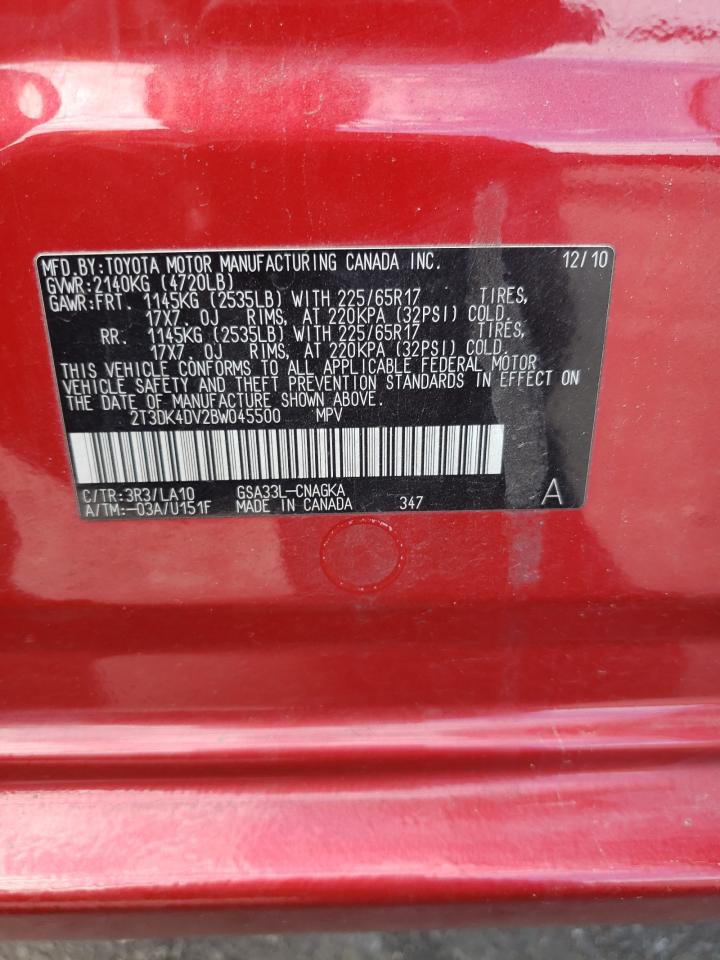 MFD.BY:TOYOTA MOTOR MANUFACTURING CANADA INC. 12/10
GVWR:2140KG (4720LB)
GAWR:FRT. 1145KG (2535LB) WITH 225/65R17 TIRES,
17X7.0J RIMS, AT 220KPA (32PSI) COLD.
RR. 1145KG (2535LB) WITH 225/65R17 TIRES,
17X7.0J RIMS, AT 220KPA (32PSI) COLD.
THIS VEHICLE CONFORMS TO ALL APPLICABLE FEDERAL MOTOR
VEHICLE SAFETY AND THEFT PREVENTION STANDARDS IN EFFECT ON
THE DATE OF MANUFACTURE SHOWN ABOVE.
2T3DK4DV2BW045500 MPV
C/TR:3R3/LA10 GSA33L-CNAGKA A
A/TM:-03A/U151F MADE IN CANADA 347